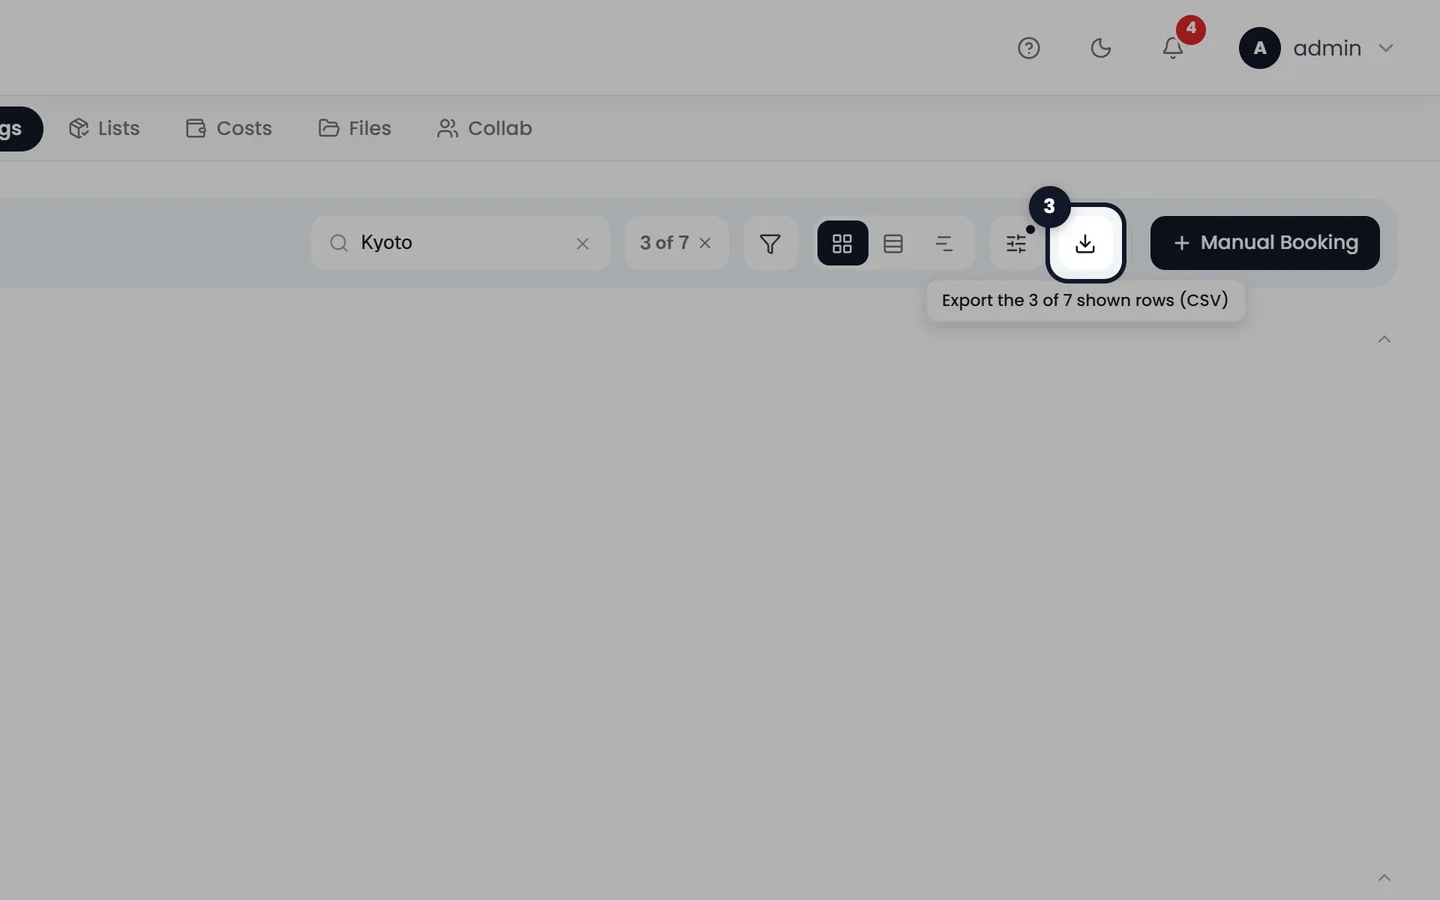 4
A admin
gs Lists Costs Files Collab
3
Kyoto 3 of 7 Manual Booking
Export the 3 of 7 shown rows (CSV)